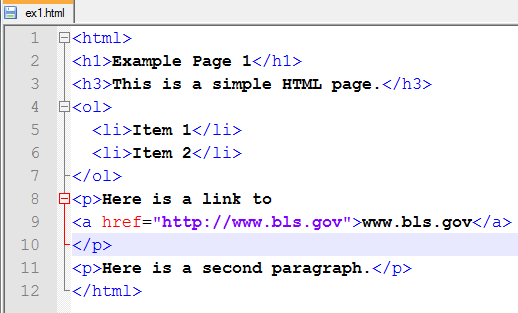 ex1.html
1 <html>
2 <h1>Example Page 1</h1>
3 <h3>This is a simple HTML page.</h3>
4 <ol>
5   <li>Item 1</li>
6   <li>Item 2</li>
7 </ol>
8 <p>Here is a link to
9 <a href="http://www.bls.gov">www.bls.gov</a>
10 </p>
11 <p>Here is a second paragraph.</p>
12 </html>